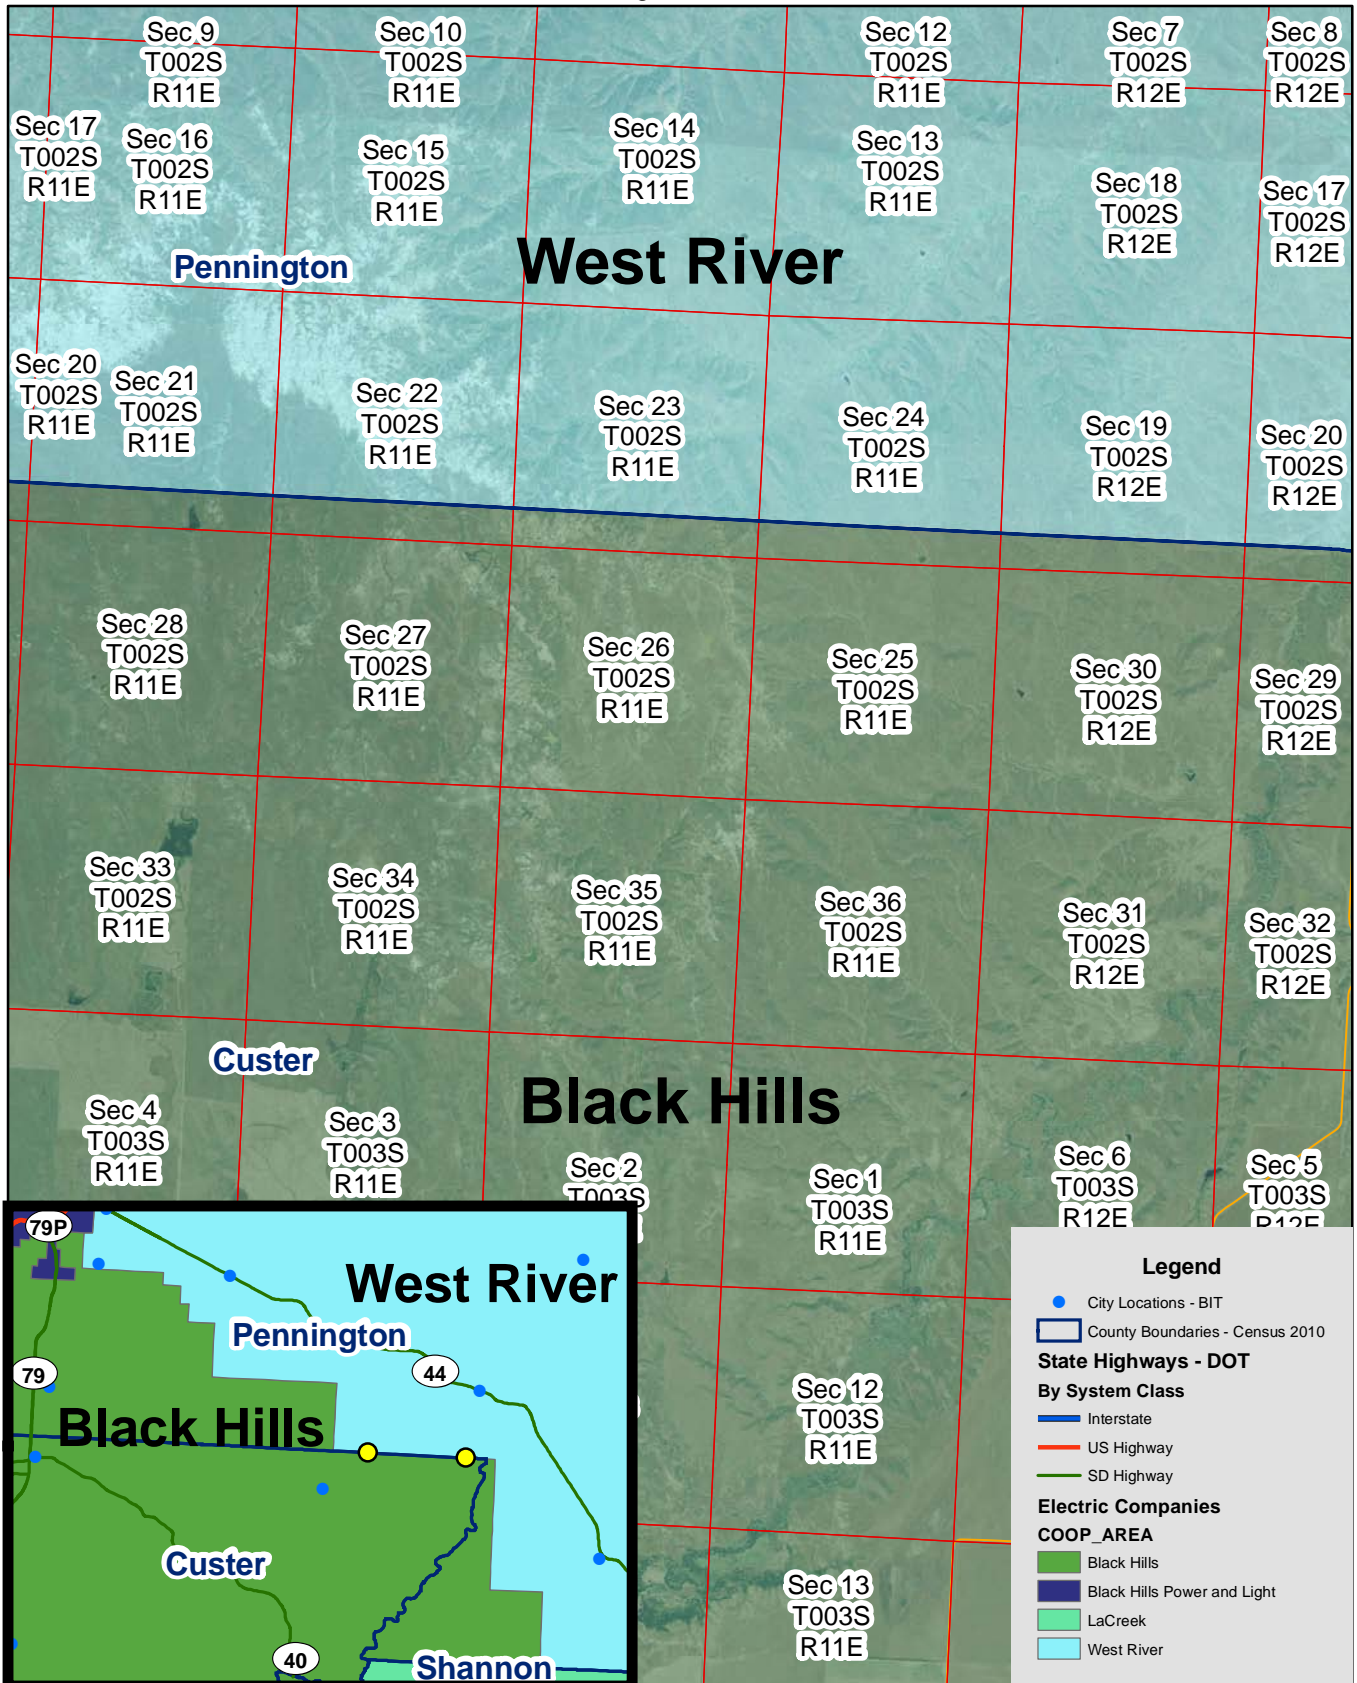 Sec 9
T002S
R11E
Sec 10
T002S
R11E
Sec 12
T002S
R11E
Sec 7
T002S
R12E
Sec 8
T002S
R12E
Sec 17
T002S
R11E
Sec 16
T002S
R11E
Sec 15
T002S
R11E
Sec 14
T002S
R11E
Sec 13
T002S
R11E
Sec 18
T002S
R12E
Sec 17
T002S
R12E
Pennington
West River
Sec 20
T002S
R11E
Sec 21
T002S
R11E
Sec 22
T002S
R11E
Sec 23
T002S
R11E
Sec 24
T002S
R11E
Sec 19
T002S
R12E
Sec 20
T002S
R12E
Sec 28
T002S
R11E
Sec 27
T002S
R11E
Sec 26
T002S
R11E
Sec 25
T002S
R11E
Sec 30
T002S
R12E
Sec 29
T002S
R12E
Sec 33
T002S
R11E
Sec 34
T002S
R11E
Sec 35
T002S
R11E
Sec 36
T002S
R11E
Sec 31
T002S
R12E
Sec 32
T002S
R12E
Custer
Black Hills
Sec 4
T003S
R11E
Sec 3
T003S
R11E
Sec 2
T003S
Sec 1
T003S
R11E
Sec 6
T003S
R12E
Sec 5
T003S
R12E
Sec 12
T003S
R11E
Sec 13
T003S
R11E
79P
West River
Pennington
79
44
Black Hills
Custer
40
Shannon
Legend
City Locations - BIT
County Boundaries - Census 2010
State Highways - DOT
By System Class
Interstate
US Highway
SD Highway
Electric Companies
COOP_AREA
Black Hills
Black Hills Power and Light
LaCreek
West River